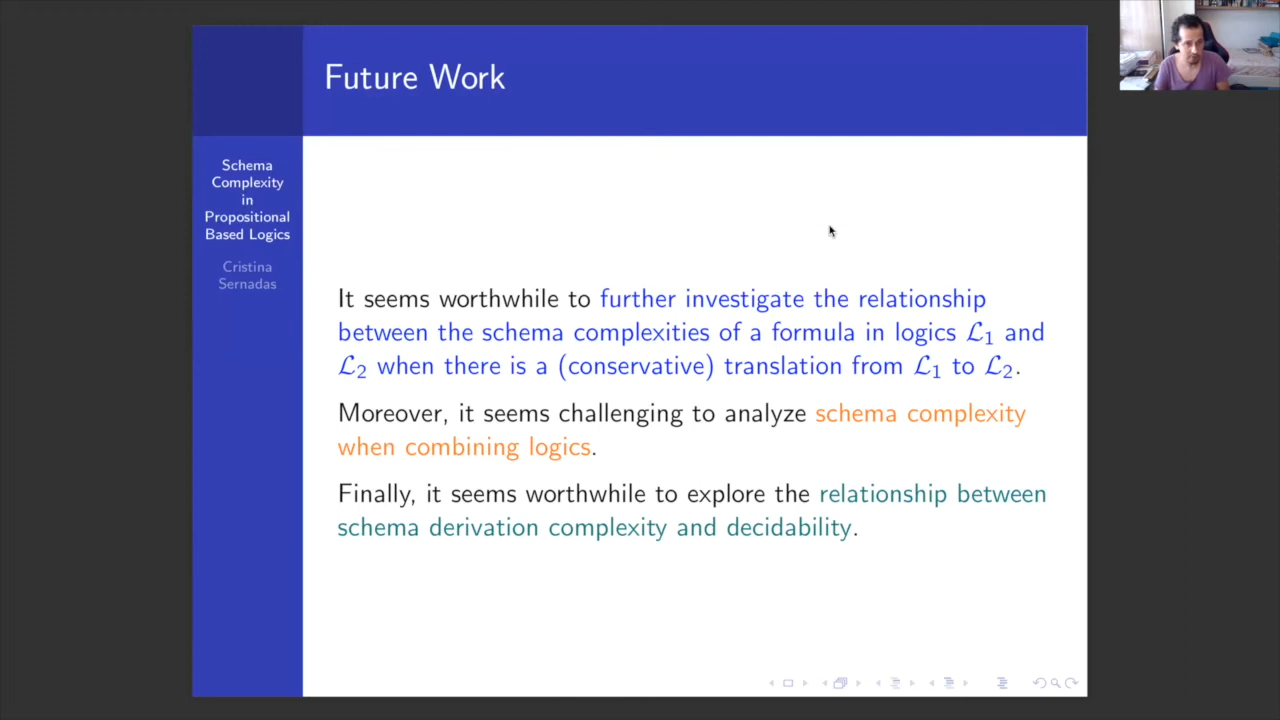 Future Work
Schema
Complexity
in
Propositional
Based Logics
Cristina
Sernadas
It seems worthwhile to further investigate the relationship
between the schema complexities of a formula in logics ℒ₁ and
ℒ₂ when there is a (conservative) translation from ℒ₁ to ℒ₂.
Moreover, it seems challenging to analyze schema complexity
when combining logics.
Finally, it seems worthwhile to explore the relationship between
schema derivation complexity and decidability.